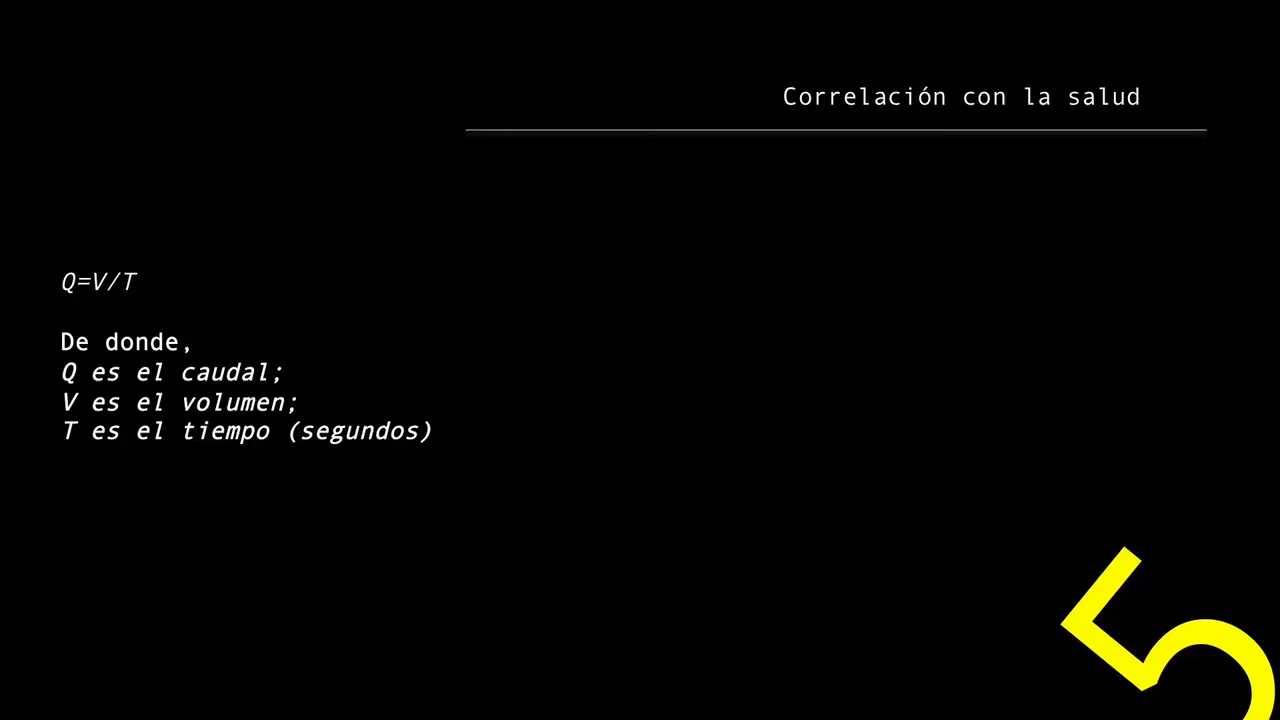 Correlación con la salud
Q=V/T
De donde,
Q es el caudal;
V es el volumen;
T es el tiempo (segundos)
5